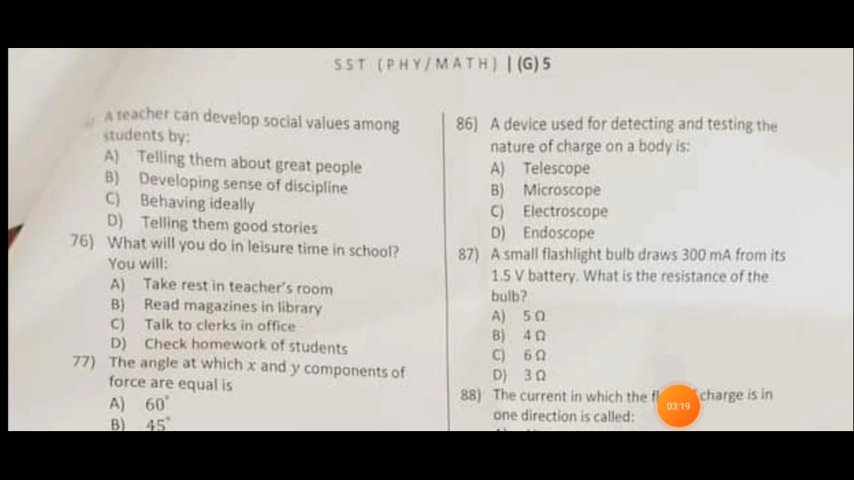 SST (PHY/MATH) | (G) 5
A teacher can develop social values among
students by:
A) Telling them about great people
B) Developing sense of discipline
C) Behaving ideally
D) Telling them good stories
76) What will you do in leisure time in school?
You will:
A) Take rest in teacher's room
B) Read magazines in library
C) Talk to clerks in office
D) Check homework of students
77) The angle at which x and y components of
force are equal is
A) 60°
B) 45°
86) A device used for detecting and testing the
nature of charge on a body is:
A) Telescope
B) Microscope
C) Electroscope
D) Endoscope
87) A small flashlight bulb draws 300 mA from its
1.5 V battery. What is the resistance of the
bulb?
A) 5 Ω
B) 4 Ω
C) 6 Ω
D) 3 Ω
88) The current in which the charge is in
one direction is called:
03:19